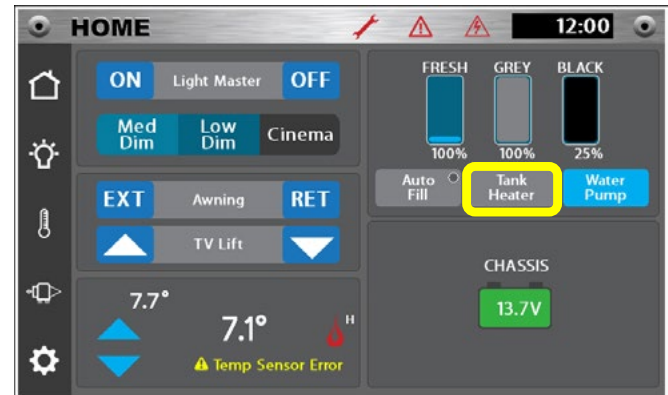 HOME
12:00
ON Light Master OFF
Med Dim
Low Dim
Cinema
EXT Awning RET
TV Lift
7.7°
7.1°
H
Temp Sensor Error
FRESH GREY BLACK
100% 100% 25%
Auto Fill
Tank Heater
Water Pump
CHASSIS
13.7V